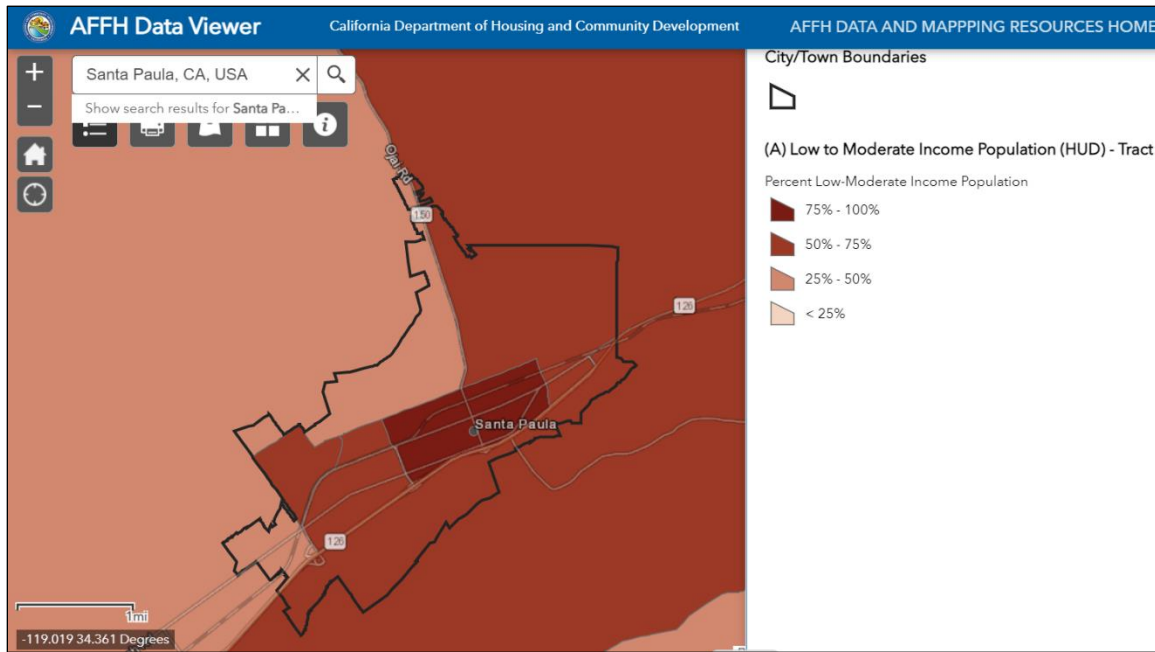 AFFH Data Viewer
California Department of Housing and Community Development
AFFH DATA AND MAPPPING RESOURCES HOME
+
Santa Paula, CA, USA
Show search results for Santa Pa...
−
i
Ojai Rd
150
126
Santa Paula
126
1mi
-119.019 34.361 Degrees
City/Town Boundaries
(A) Low to Moderate Income Population (HUD) - Tract
Percent Low-Moderate Income Population
75% - 100%
50% - 75%
25% - 50%
< 25%